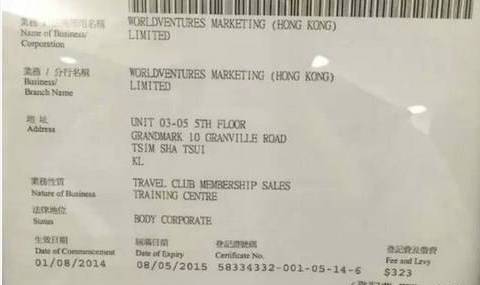 Name of Business/
Corporation
WORLDVENTURES MARKETING (HONG KONG)
LIMITED
業務 / 分行名稱
Business/
Branch Name
WORLDVENTURES MARKETING (HONG KONG)
LIMITED
地址
Address
UNIT 03-05 5TH FLOOR
GRANDMARK 10 GRANVILLE ROAD
TSIM SHA TSUI
KL
業務性質
Nature of Business
TRAVEL CLUB MEMBERSHIP SALES
TRAINING CENTRE
法律地位
Status
BODY CORPORATE
生效日期
Date of Commencement
01/08/2014
屆滿日期
Date of Expiry
08/05/2015
登記證號碼
Certificate No.
58334332-001-05-14-6
登記費及徵費
Fee and Levy
$323